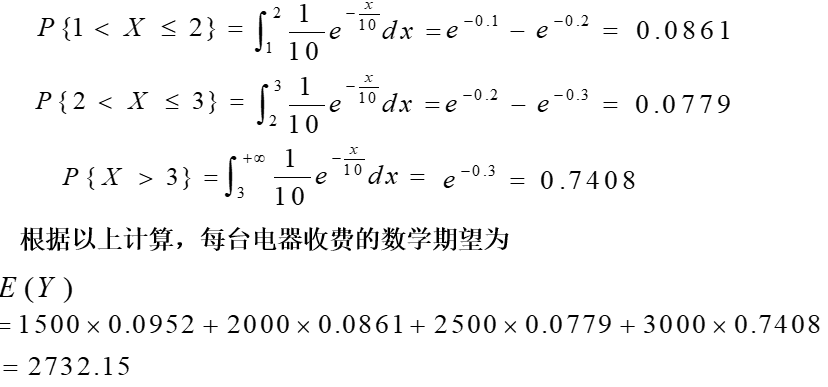 P{1 < X ≤ 2} = ∫₁² 1/10 e^(-x/10) dx = e^(-0.1) − e^(-0.2) = 0.0861
P{2 < X ≤ 3} = ∫₂³ 1/10 e^(-x/10) dx = e^(-0.2) − e^(-0.3) = 0.0779
P{X > 3} = ∫₃^(+∞) 1/10 e^(-x/10) dx = e^(-0.3) = 0.7408
根据以上计算，每台电器收费的数学期望为
E(Y)
=1500×0.0952+2000×0.0861+2500×0.0779+3000×0.7408
= 2732.15